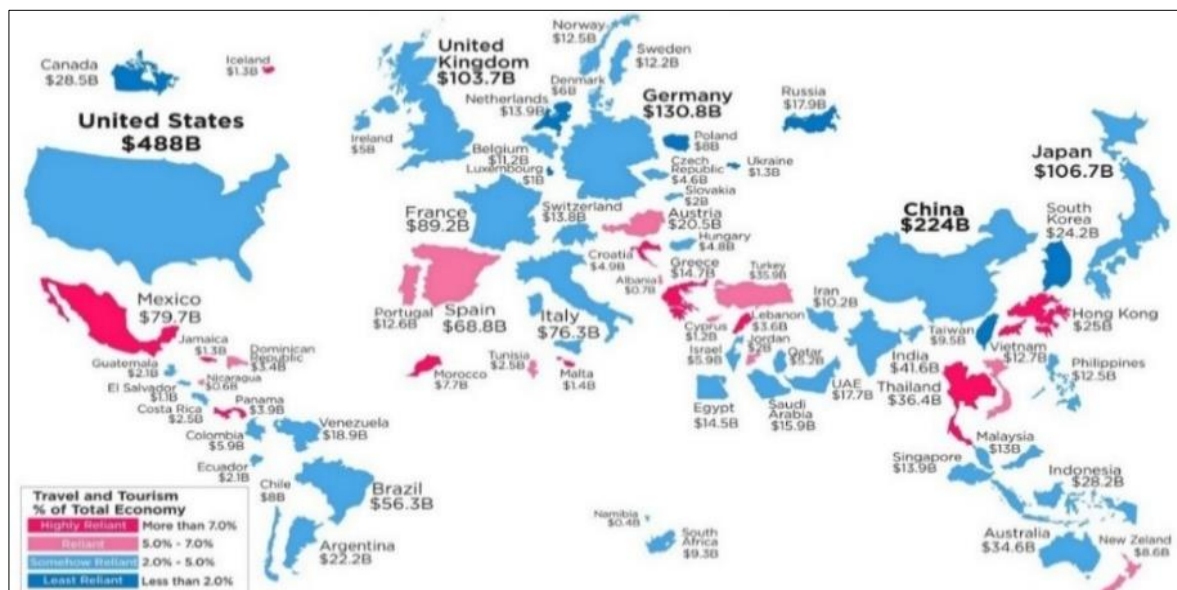 Canada
$28.5B
Iceland
$1.3B
United States
$488B
United
Kingdom
$103.7B
Norway
$12.5B
Sweden
$12.2B
Denmark
$6B
Netherlands
$13.9B
Germany
$130.8B
Russia
$17.9B
Ireland
$5B
Belgium
$11.2B
Luxembourg
$1B
Poland
$8B
Czech
Republic
$4.6B
Ukraine
$1.3B
Slovakia
$2B
Japan
$106.7B
South
Korea
$24.2B
China
$224B
France
$89.2B
Switzerland
$13.8B
Austria
$20.5B
Hungary
$4.8B
Croatia
$4.9B
Greece
$14.7B
Turkey
$35.9B
Albania
$0.7B
Mexico
$79.7B
Portugal
$12.6B
Spain
$68.8B
Italy
$76.3B
Cyprus
$1.2B
Lebanon
$3.6B
Iran
$10.2B
Taiwan
$9.5B
Hong Kong
$25B
Jamaica
$1.3B
Dominican
Republic
$3.4B
Guatemala
$2.1B
Nicaragua
$0.6B
El Salvador
$1.1B
Costa Rica
$2.5B
Panama
$3.9B
Morocco
$7.7B
Tunisia
$2.5B
Malta
$1.4B
Israel
$5.9B
Jordan
$2B
Qatar
$5.2B
India
$41.6B
Vietnam
$12.7B
Philippines
$12.5B
Thailand
$36.4B
Egypt
$14.5B
Saudi
Arabia
$15.9B
UAE
$17.7B
Colombia
$5.9B
Venezuela
$18.9B
Malaysia
$13B
Singapore
$13.9B
Indonesia
$28.2B
Ecuador
$2.1B
Chile
$8B
Brazil
$56.3B
Argentina
$22.2B
Namibia
$0.4B
South
Africa
$9.3B
Australia
$34.6B
New Zeland
$8.6B
Travel and Tourism
% of Total Economy
Highly Reliant More than 7.0%
Reliant 5.0% - 7.0%
Somehow Reliant 2.0% - 5.0%
Least Reliant Less than 2.0%